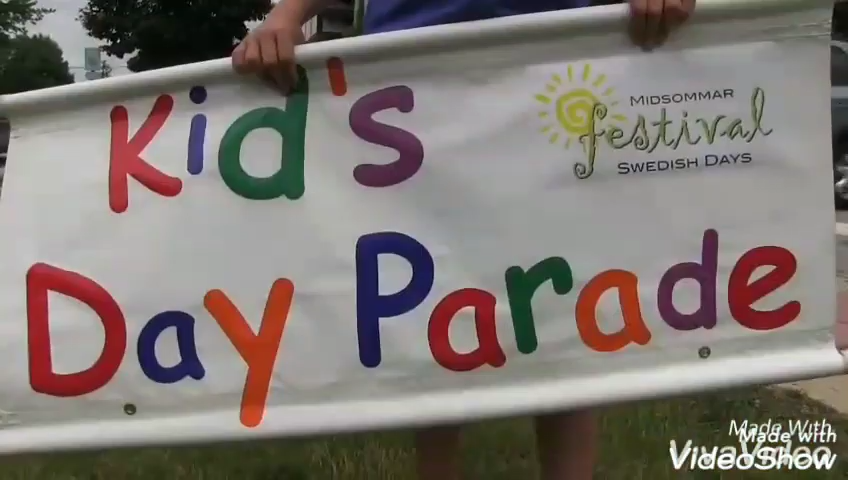 Kid's
MIDSOMMAR
festival
SWEDISH DAYS
Day Parade
Made With
VivaVideo
Made With
VideoShow